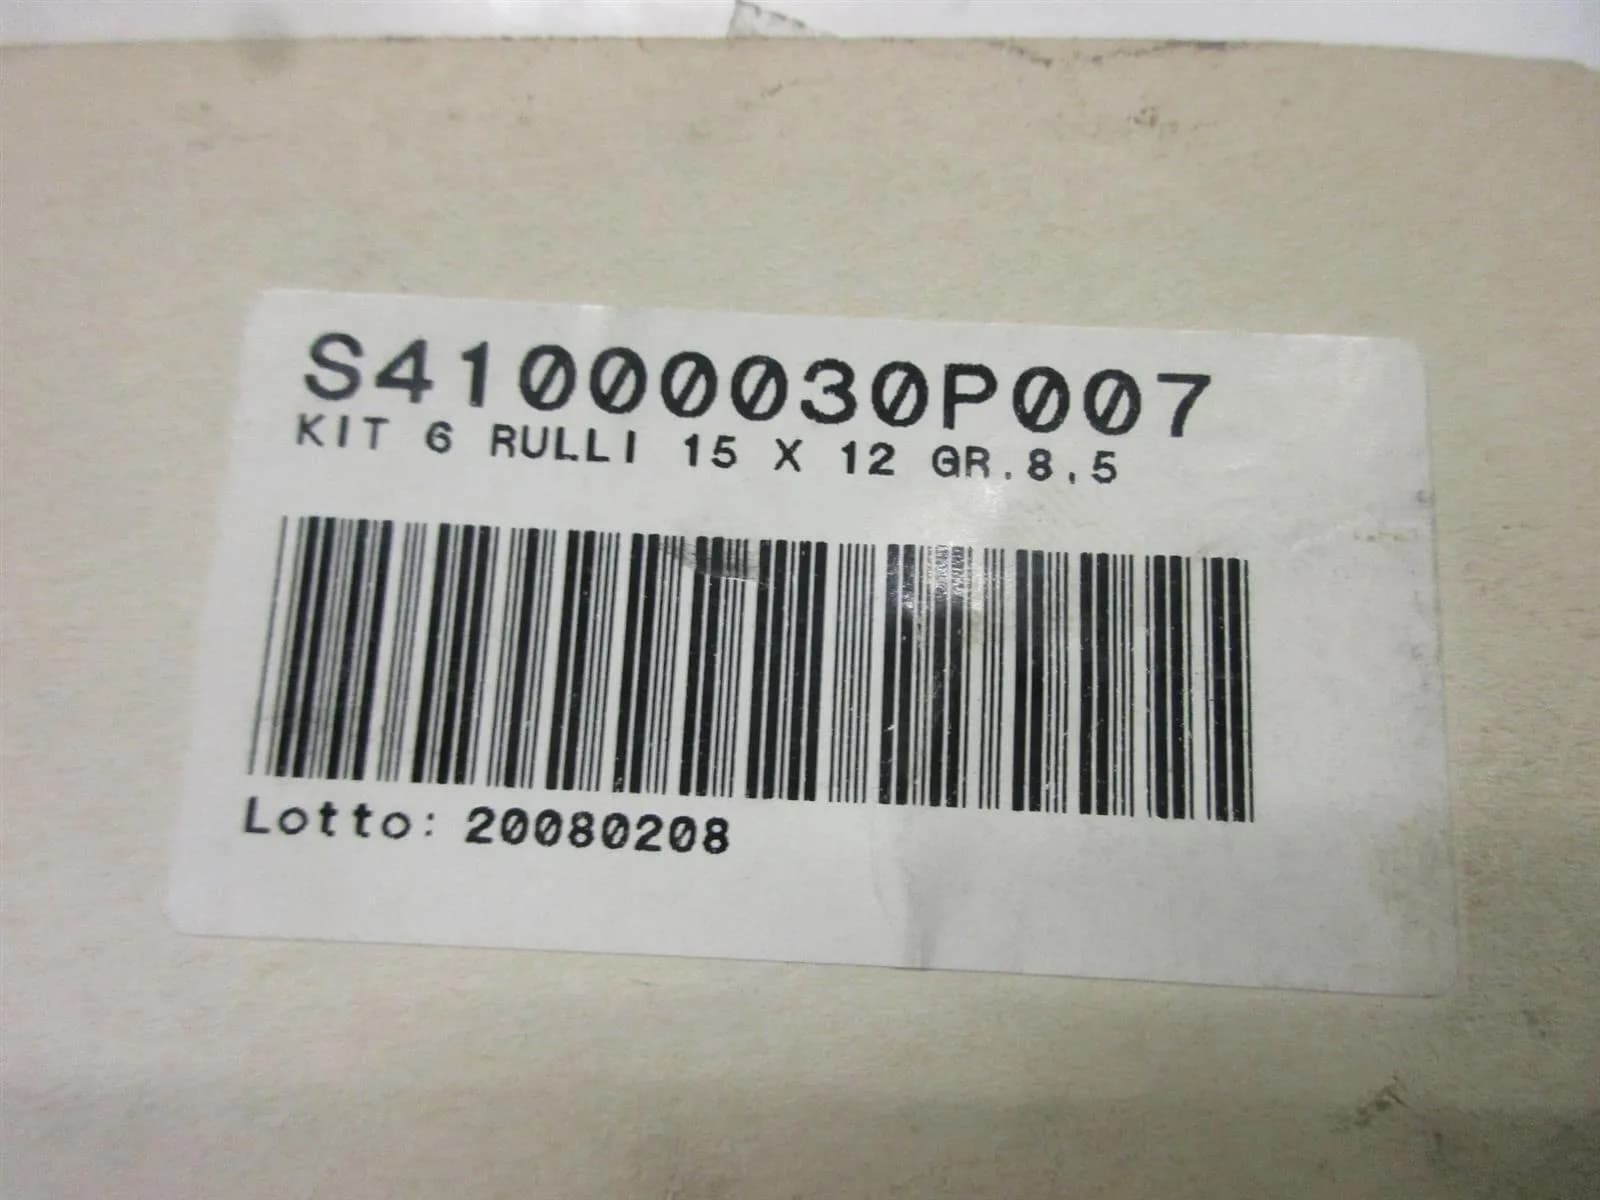 S41000030P007
KIT 6 RULLI 15 X 12 GR.8,5
Lotto: 20080208